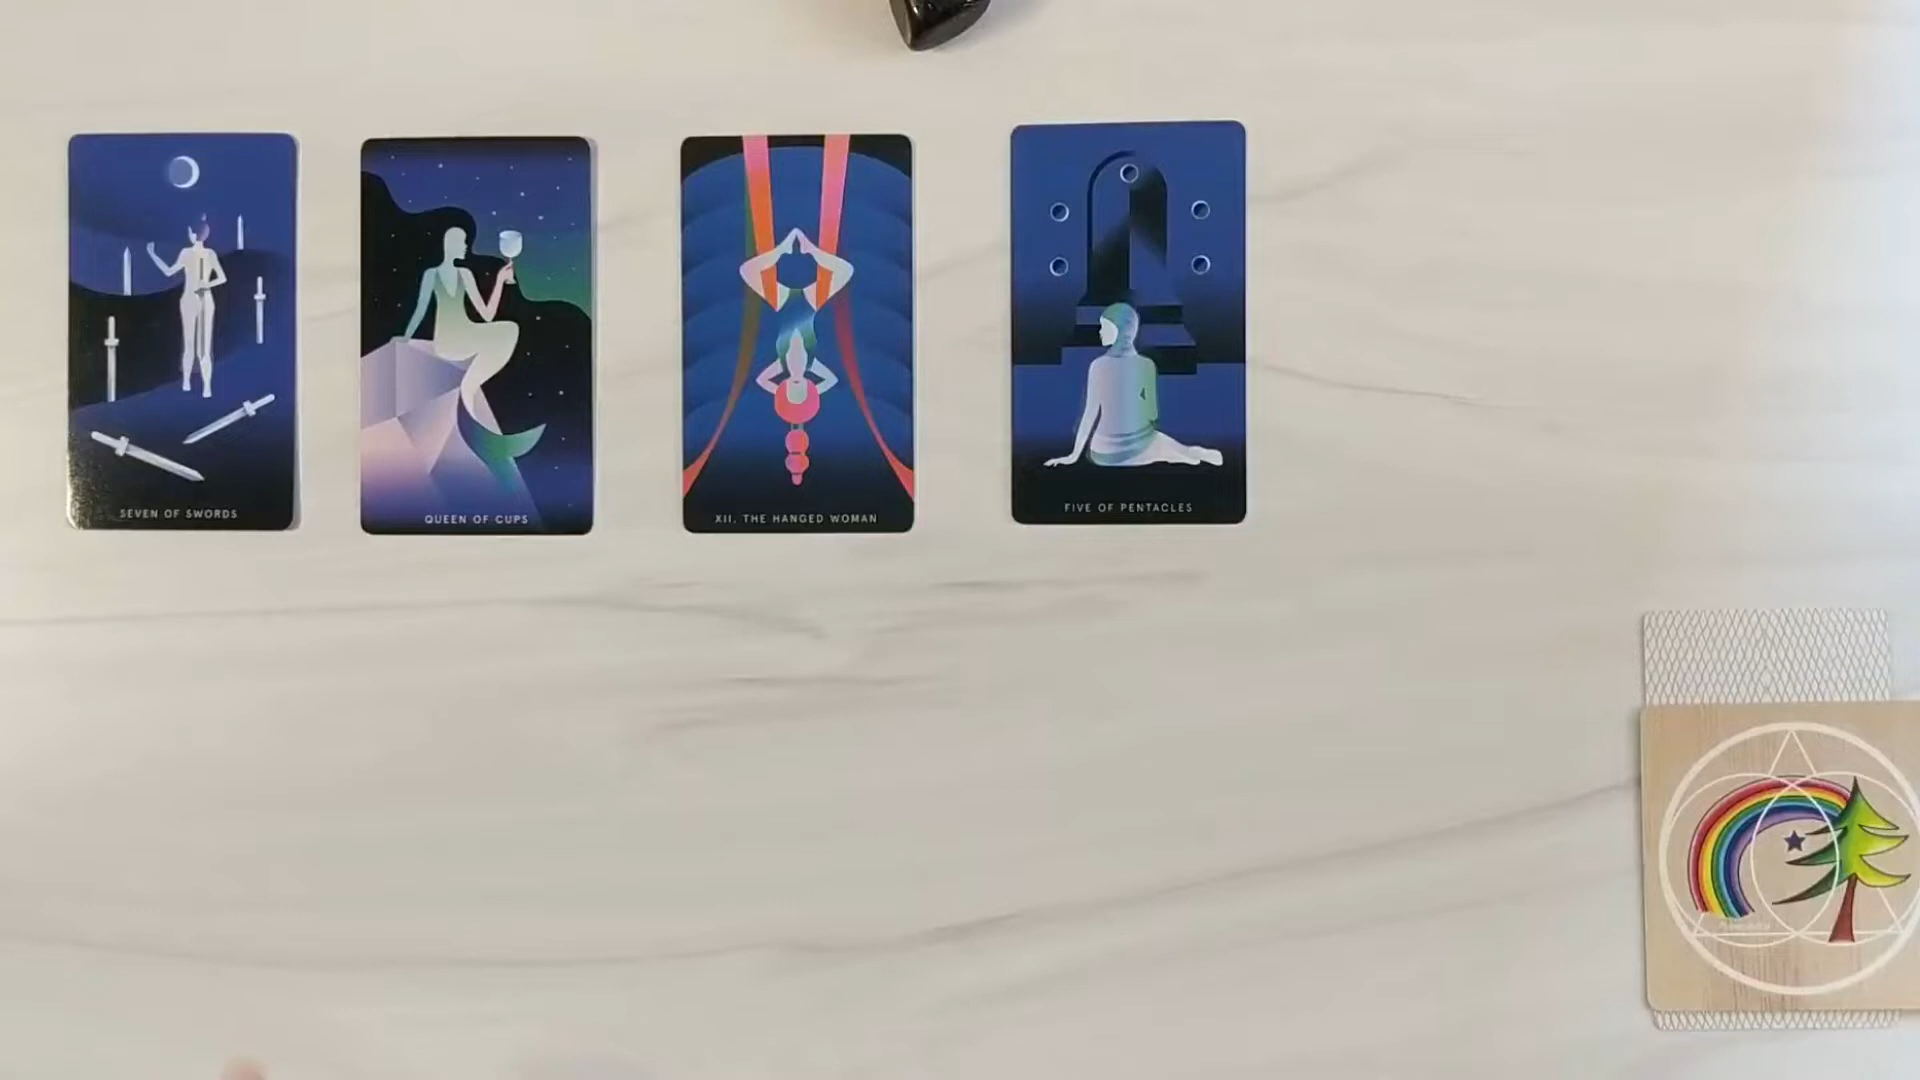 SEVEN OF SWORDS
QUEEN OF CUPS
XII. THE HANGED WOMAN
FIVE OF PENTACLES